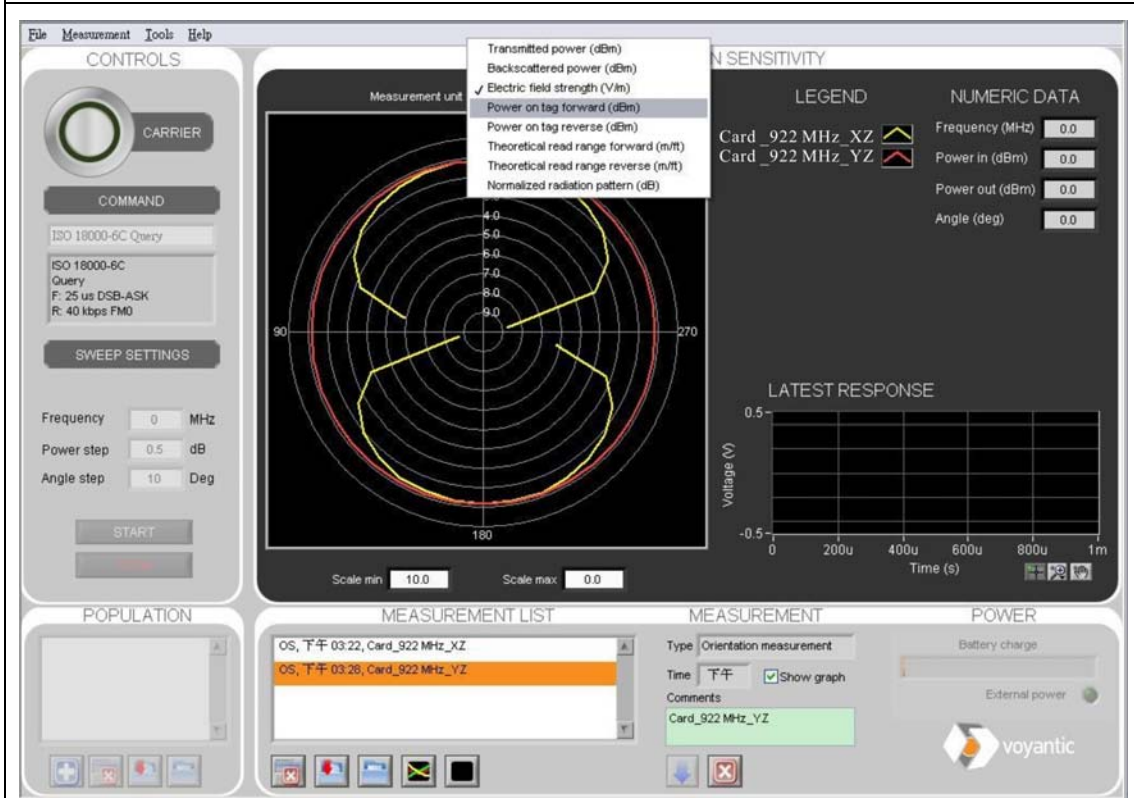 File Measurement Tools Help
CONTROLS
CARRIER
COMMAND
ISO 18000-6C Query
ISO 18000-6C
Query
F: 25 us DSB-ASK
R: 40 kbps FM0
SWEEP SETTINGS
Frequency 0 MHz
Power step 0.5 dB
Angle step 10 Deg
START
N SENSITIVITY
Measurement unit
Transmitted power (dBm)
Backscattered power (dBm)
✓ Electric field strength (V/m)
Power on tag forward (dBm)
Power on tag reverse (dBm)
Theoretical read range forward (m/ft)
Theoretical read range reverse (m/ft)
Normalized radiation pattern (dB)
4.0
5.0
6.0
7.0
8.0
9.0
90
270
180
Scale min 10.0 Scale max 0.0
LEGEND
Card _922 MHz_XZ
Card _922 MHz_YZ
NUMERIC DATA
Frequency (MHz) 0.0
Power in (dBm) 0.0
Power out (dBm) 0.0
Angle (deg) 0.0
LATEST RESPONSE
Voltage (V)
0.5
-0.5
0 200u 400u 600u 800u 1m
Time (s)
POPULATION
MEASUREMENT LIST
OS, 下午 03:22, Card_922 MHz_XZ
OS, 下午 03:28, Card_922 MHz_YZ
MEASUREMENT
Type Orientation measurement
Time 下午 Show graph
Comments
Card_922 MHz_YZ
POWER
Battery charge
External power
voyantic